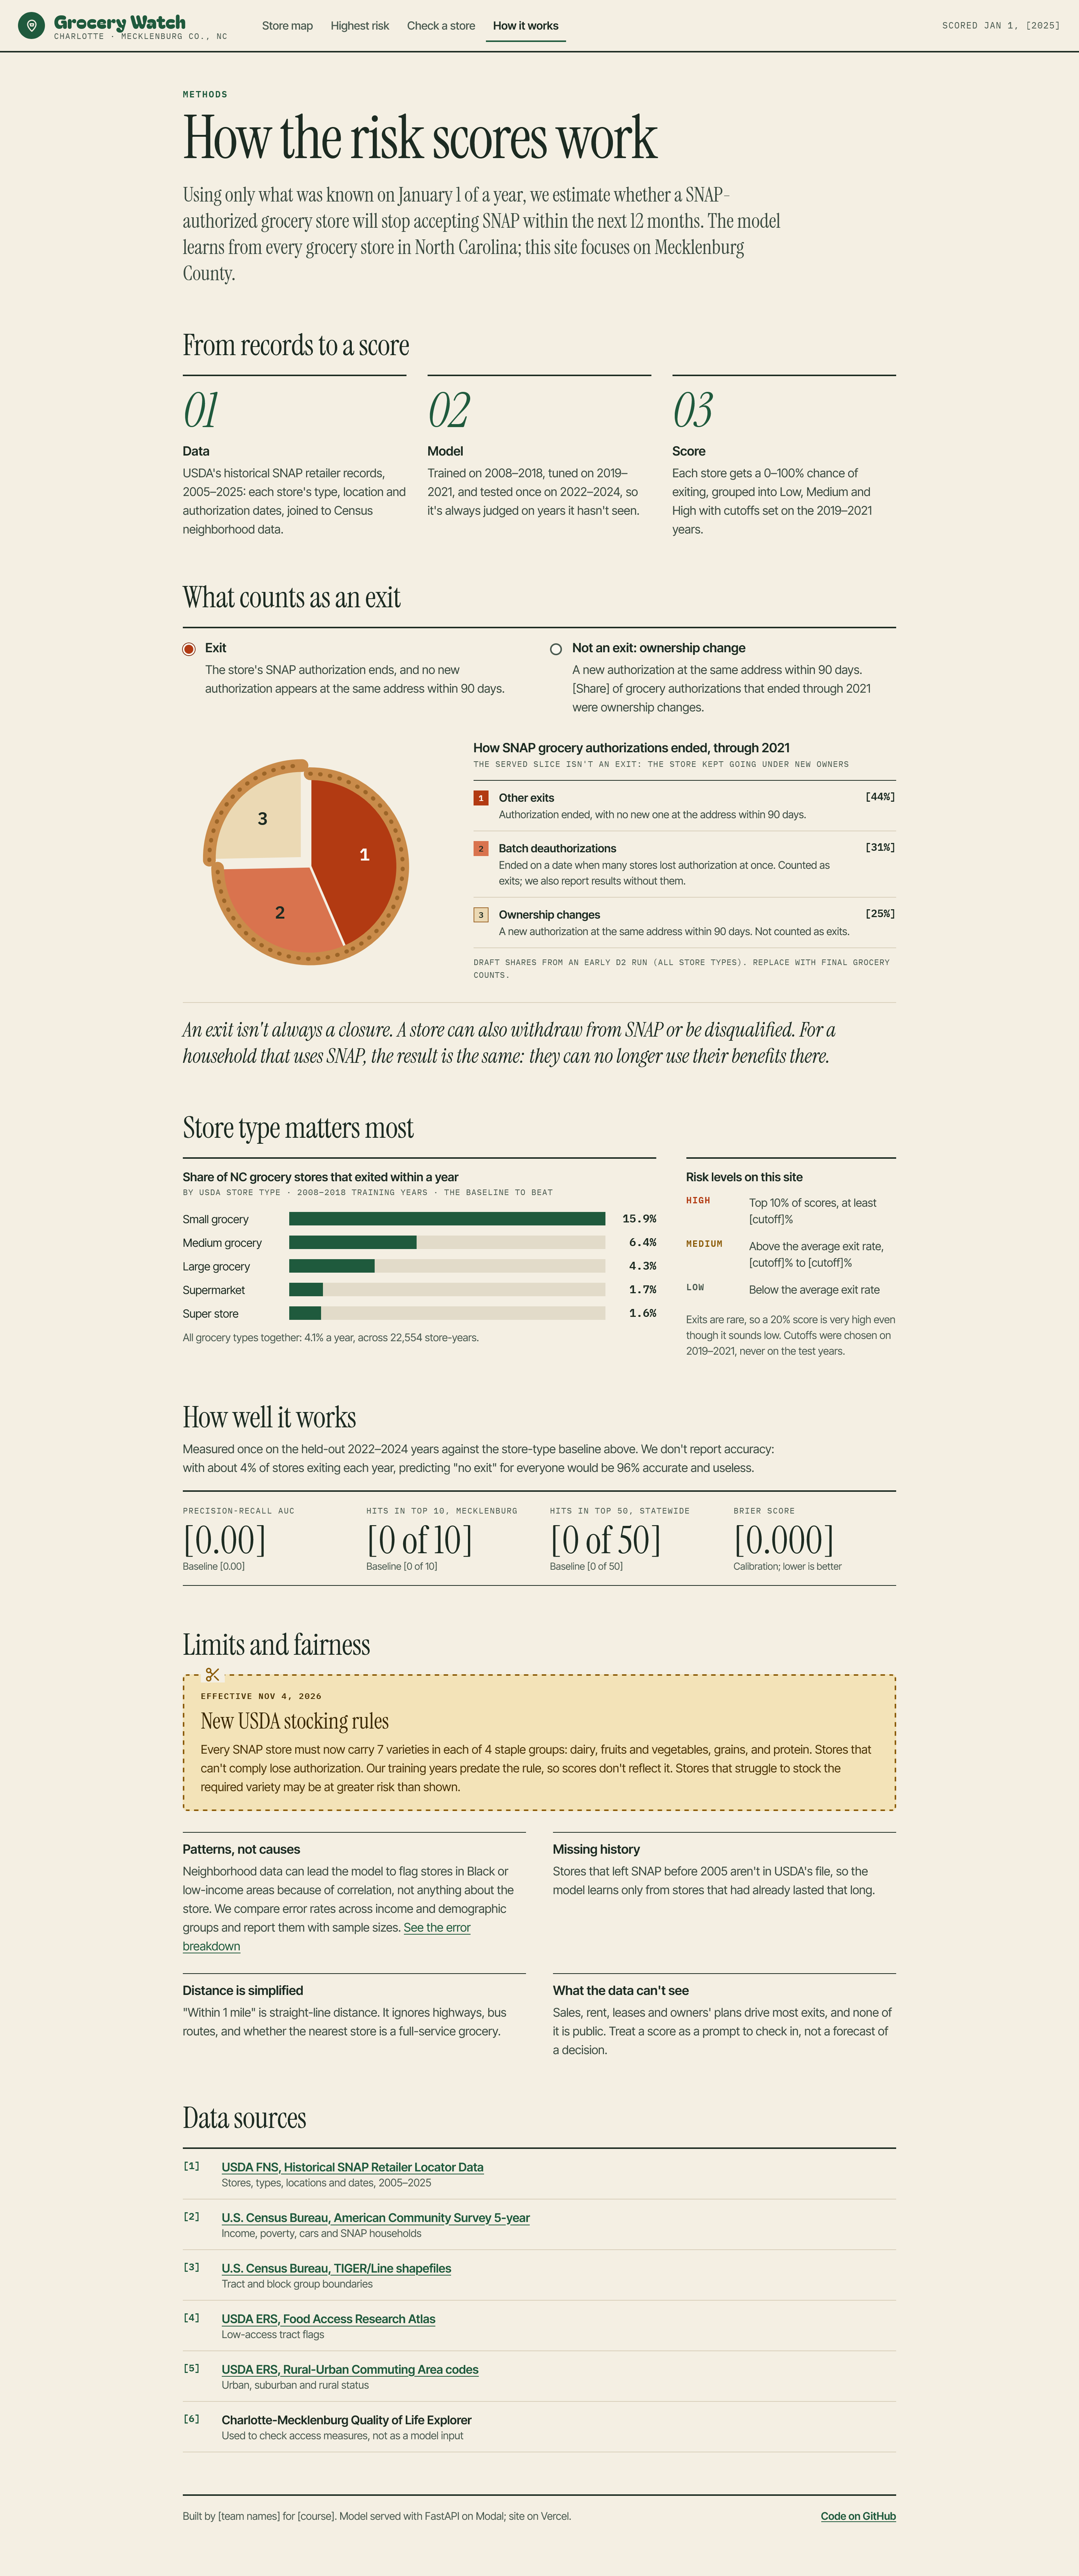 Grocery Watch
CHARLOTTE · MECKLENBURG CO., NC
Store map
Highest risk
Check a store
How it works
SCORED JAN 1, [2025]
METHODS
How the risk scores work
Using only what was known on January 1 of a year, we estimate whether a SNAP-
authorized grocery store will stop accepting SNAP within the next 12 months. The model
learns from every grocery store in North Carolina; this site focuses on Mecklenburg
County.
From records to a score
01
Data
USDA's historical SNAP retailer records,
2005–2025: each store's type, location and
authorization dates, joined to Census
neighborhood data.
02
Model
Trained on 2008–2018, tuned on 2019–
2021, and tested once on 2022–2024, so
it's always judged on years it hasn't seen.
03
Score
Each store gets a 0–100% chance of
exiting, grouped into Low, Medium and
High with cutoffs set on the 2019–2021
years.
What counts as an exit
Exit
The store's SNAP authorization ends, and no new
authorization appears at the same address within 90 days.
Not an exit: ownership change
A new authorization at the same address within 90 days.
[Share] of grocery authorizations that ended through 2021
were ownership changes.
3
1
2
How SNAP grocery authorizations ended, through 2021
THE SERVED SLICE ISN'T AN EXIT: THE STORE KEPT GOING UNDER NEW OWNERS
1
Other exits
[44%]
Authorization ended, with no new one at the address within 90 days.
2
Batch deauthorizations
[31%]
Ended on a date when many stores lost authorization at once. Counted as
exits; we also report results without them.
3
Ownership changes
[25%]
A new authorization at the same address within 90 days. Not counted as exits.
DRAFT SHARES FROM AN EARLY D2 RUN (ALL STORE TYPES). REPLACE WITH FINAL GROCERY
COUNTS.
An exit isn't always a closure. A store can also withdraw from SNAP or be disqualified. For a
household that uses SNAP, the result is the same: they can no longer use their benefits there.
Store type matters most
Share of NC grocery stores that exited within a year
BY USDA STORE TYPE · 2008–2018 TRAINING YEARS · THE BASELINE TO BEAT
Small grocery 15.9%
Medium grocery 6.4%
Large grocery 4.3%
Supermarket 1.7%
Super store 1.6%
All grocery types together: 4.1% a year, across 22,554 store-years.
Risk levels on this site
HIGH
Top 10% of scores, at least
[cutoff]%
MEDIUM
Above the average exit rate,
[cutoff]% to [cutoff]%
LOW
Below the average exit rate
Exits are rare, so a 20% score is very high even
though it sounds low. Cutoffs were chosen on
2019–2021, never on the test years.
How well it works
Measured once on the held-out 2022–2024 years against the store-type baseline above. We don't report accuracy:
with about 4% of stores exiting each year, predicting "no exit" for everyone would be 96% accurate and useless.
PRECISION-RECALL AUC
[0.00]
Baseline [0.00]
HITS IN TOP 10, MECKLENBURG
[0 of 10]
Baseline [0 of 10]
HITS IN TOP 50, STATEWIDE
[0 of 50]
Baseline [0 of 50]
BRIER SCORE
[0.000]
Calibration; lower is better
Limits and fairness
EFFECTIVE NOV 4, 2026
New USDA stocking rules
Every SNAP store must now carry 7 varieties in each of 4 staple groups: dairy, fruits and vegetables, grains, and protein. Stores that
can't comply lose authorization. Our training years predate the rule, so scores don't reflect it. Stores that struggle to stock the
required variety may be at greater risk than shown.
Patterns, not causes
Neighborhood data can lead the model to flag stores in Black or
low-income areas because of correlation, not anything about the
store. We compare error rates across income and demographic
groups and report them with sample sizes. See the error
breakdown
Missing history
Stores that left SNAP before 2005 aren't in USDA's file, so the
model learns only from stores that had already lasted that long.
Distance is simplified
"Within 1 mile" is straight-line distance. It ignores highways, bus
routes, and whether the nearest store is a full-service grocery.
What the data can't see
Sales, rent, leases and owners' plans drive most exits, and none of
it is public. Treat a score as a prompt to check in, not a forecast of
a decision.
Data sources
[1] USDA FNS, Historical SNAP Retailer Locator Data
Stores, types, locations and dates, 2005–2025
[2] U.S. Census Bureau, American Community Survey 5-year
Income, poverty, cars and SNAP households
[3] U.S. Census Bureau, TIGER/Line shapefiles
Tract and block group boundaries
[4] USDA ERS, Food Access Research Atlas
Low-access tract flags
[5] USDA ERS, Rural-Urban Commuting Area codes
Urban, suburban and rural status
[6] Charlotte-Mecklenburg Quality of Life Explorer
Used to check access measures, not as a model input
Built by [team names] for [course]. Model served with FastAPI on Modal; site on Vercel.
Code on GitHub